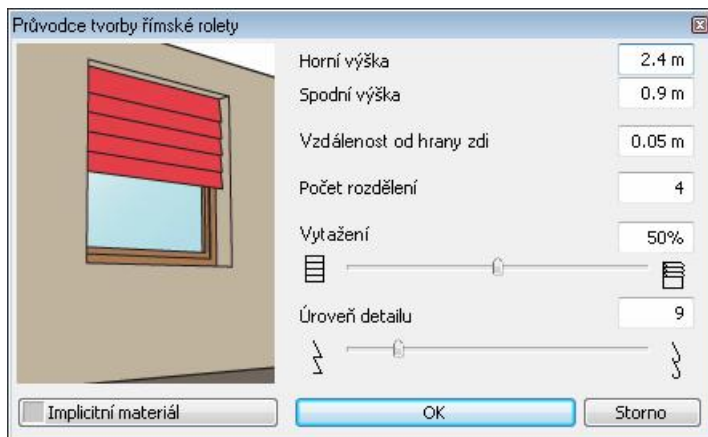 Průvodce tvorby římské rolety
Horní výška 2.4 m
Spodní výška 0.9 m
Vzdálenost od hrany zdi 0.05 m
Počet rozdělení 4
Vytažení 50%
Úroveň detailu 9
Implicitní materiál OK Storno